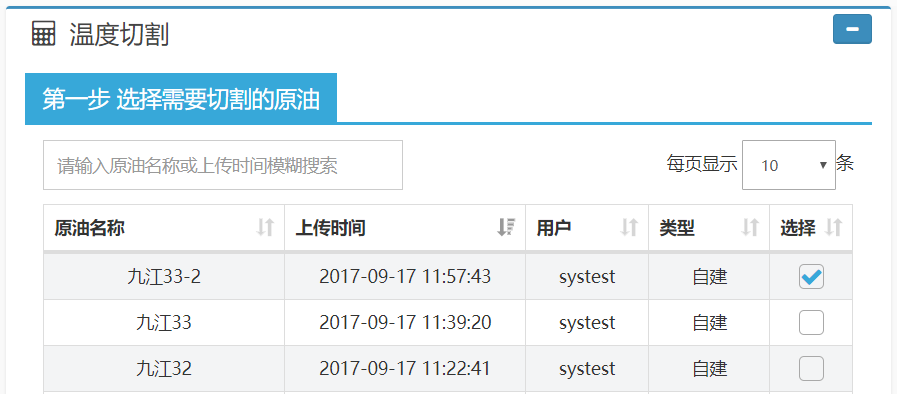 温度切割
第一步 选择需要切割的原油
请输入原油名称或上传时间模糊搜索 每页显示 10 条
原油名称 上传时间 用户 类型 选择
九江33-2 2017-09-17 11:57:43 systest 自建
九江33 2017-09-17 11:39:20 systest 自建
九江32 2017-09-17 11:22:41 systest 自建